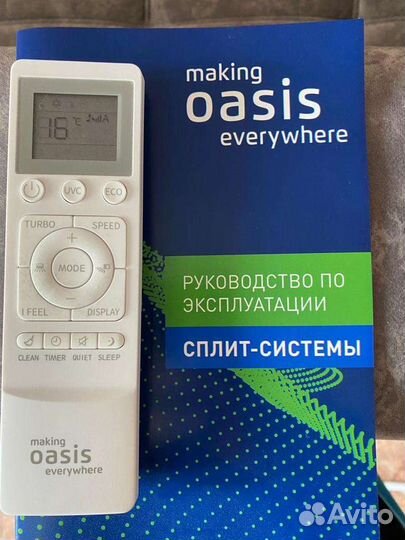 making
oasis
everywhere
16 °C A
UVC ECO
TURBO SPEED
+
MODE
−
I FEEL DISPLAY
CLEAN TIMER QUIET SLEEP
making
oasis
everywhere
РУКОВОДСТВО ПО
ЭКСПЛУАТАЦИИ
СПЛИТ-СИСТЕМЫ
Avito